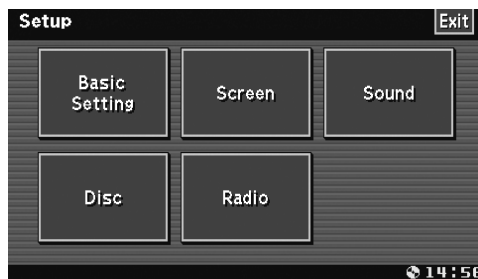 Setup
Exit
Basic
Setting
Screen
Sound
Disc
Radio
14:56